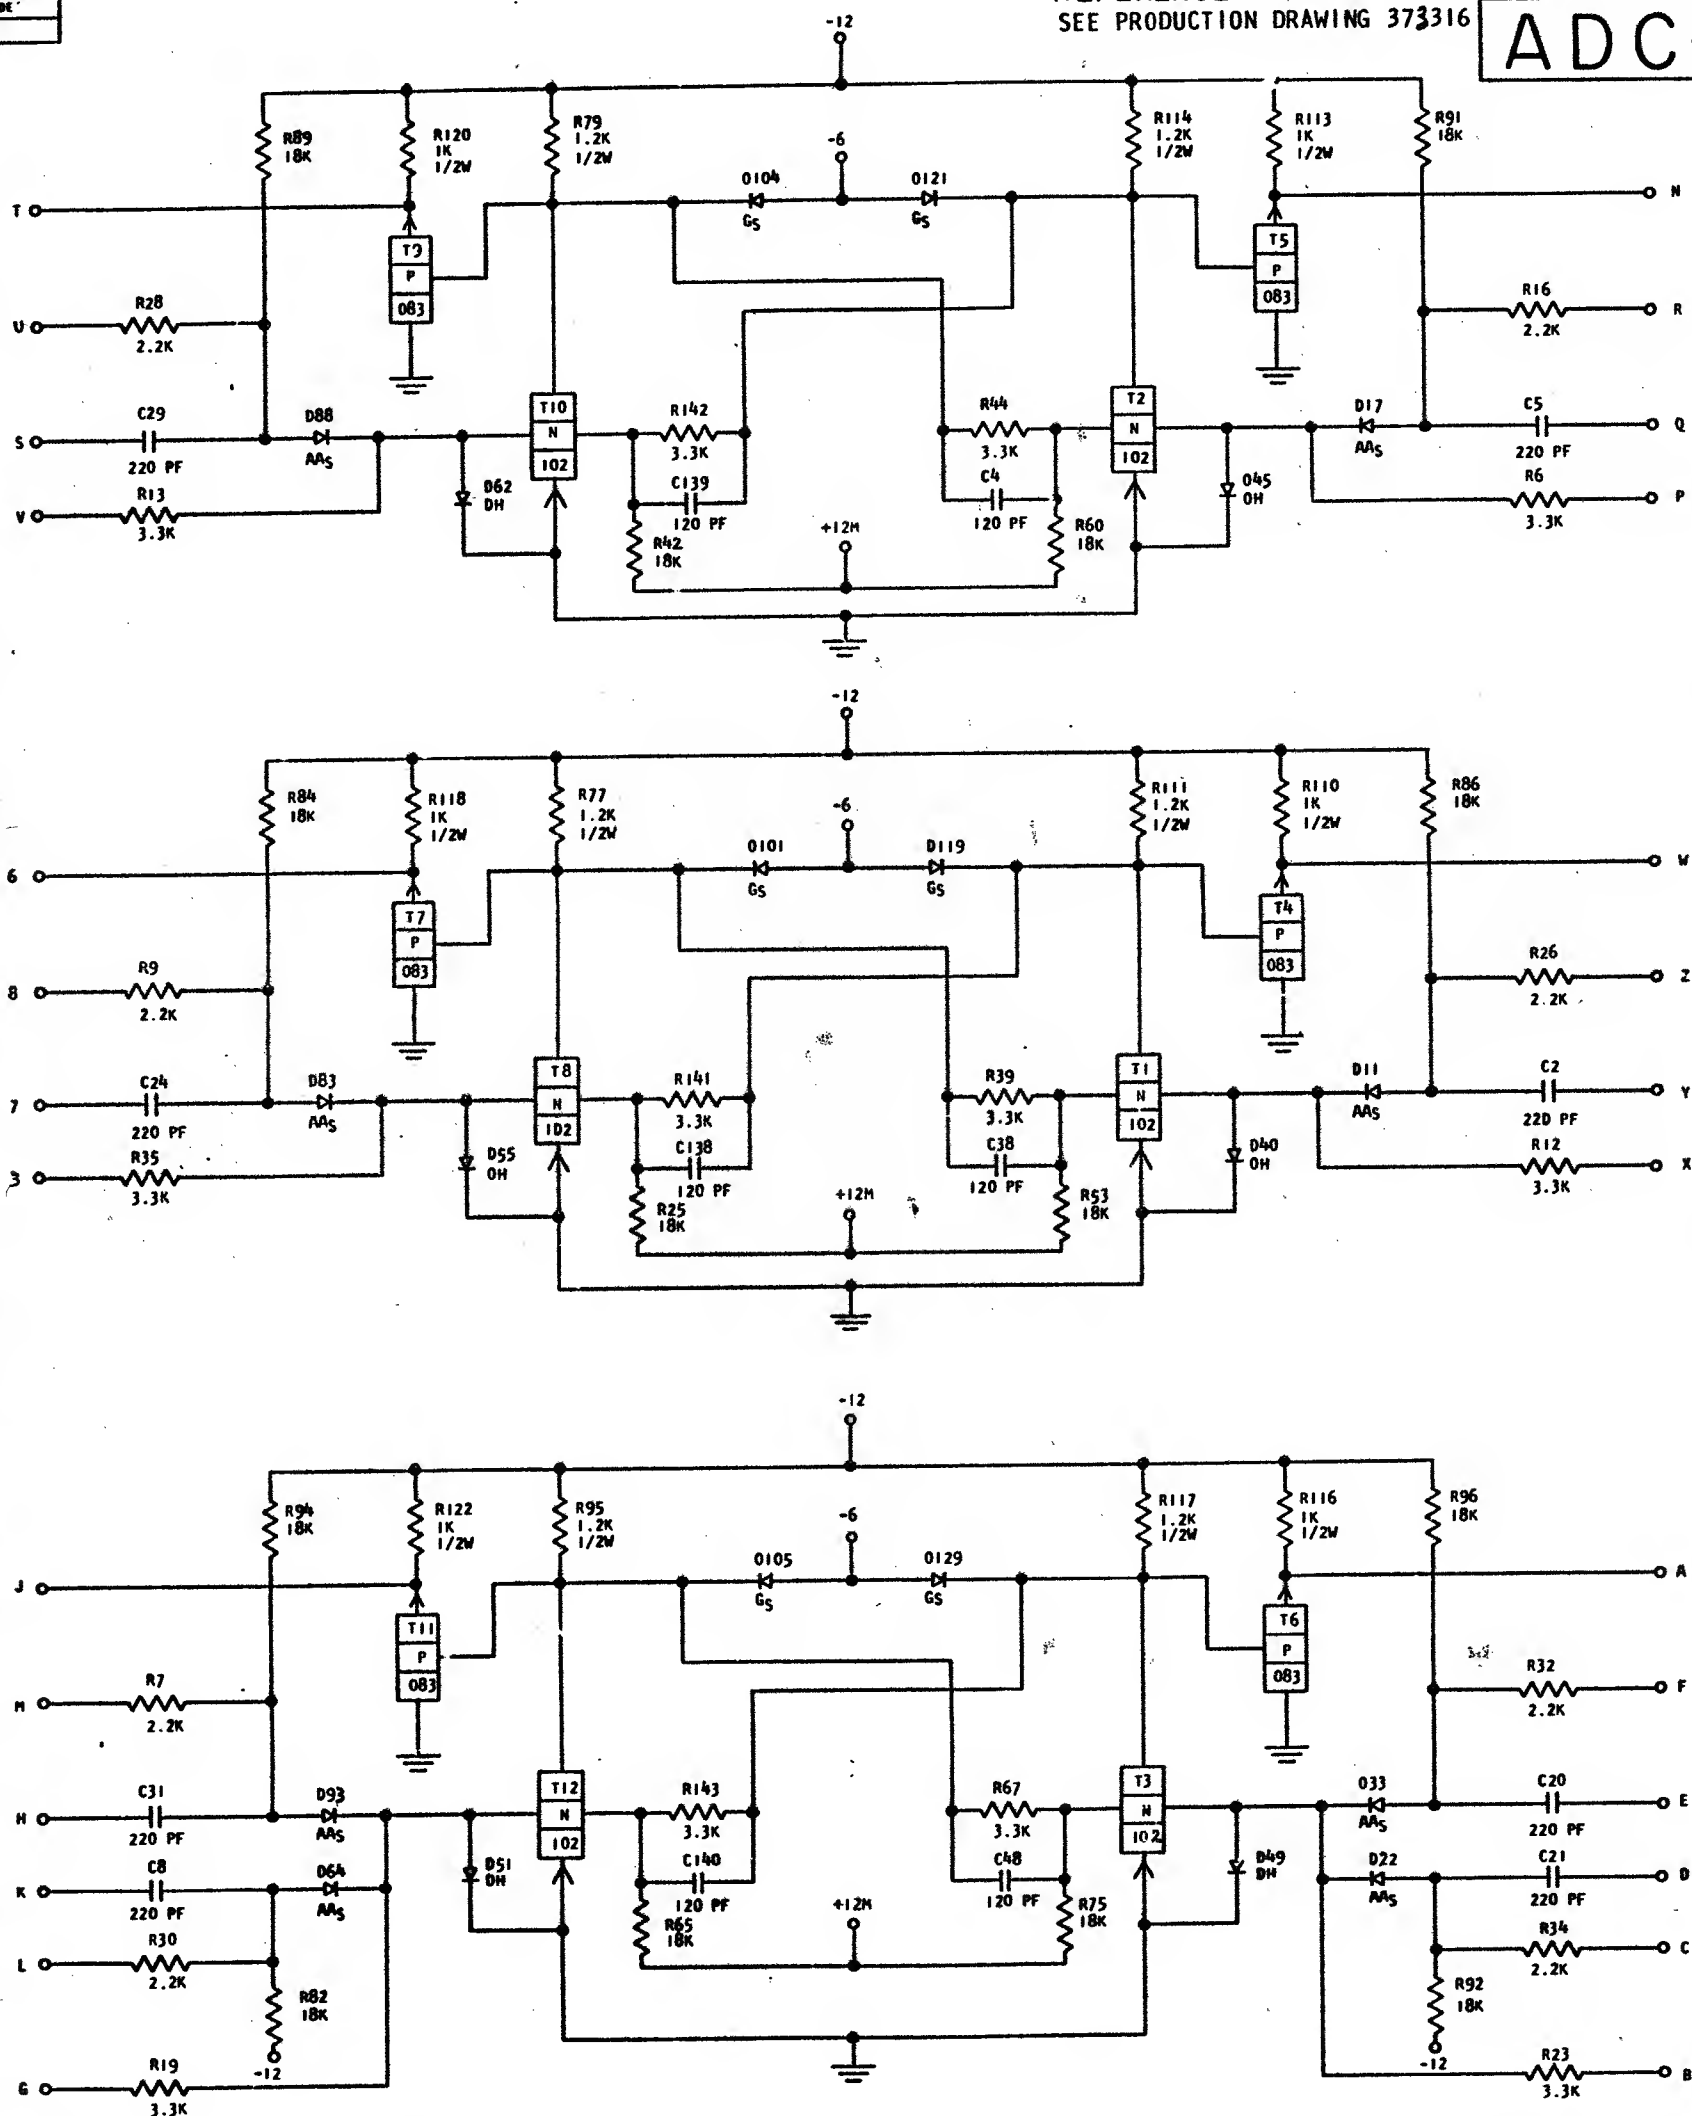 DE
SEE PRODUCTION DRAWING 373316
ADC
-12
R89
18K
R120
1K
1/2W
R79
1.2K
1/2W
-6
R114
1.2K
1/2W
R113
1K
1/2W
R91
18K
O104
GS
O121
GS
T
N
T9
P
083
T5
P
083
U
R28
2.2K
R16
2.2K
R
S
C29
220 PF
D88
AAS
T10
N
102
R142
3.3K
R44
3.3K
T2
N
102
D17
AAS
C5
220 PF
Q
V
R13
3.3K
D62
DH
C139
120 PF
R42
18K
+12M
C4
120 PF
R60
18K
O45
OH
R6
3.3K
P
-12
R84
18K
R118
1K
1/2W
R77
1.2K
1/2W
-6
R111
1.2K
1/2W
R110
1K
1/2W
R86
18K
O101
GS
D119
GS
6
W
T7
P
083
T4
P
083
8
R9
2.2K
R26
2.2K
Z
7
C24
220 PF
D83
AAS
T8
N
1D2
R141
3.3K
R39
3.3K
T1
N
102
D11
AAS
C2
22D PF
Y
3
R35
3.3K
D55
OH
C138
120 PF
R25
18K
+12M
C38
120 PF
R53
18K
D40
OH
R12
3.3K
X
-12
R94
18K
R122
1K
1/2W
R95
1.2K
1/2W
-6
R117
1.2K
1/2W
R116
1K
1/2W
R96
18K
O105
GS
O129
GS
J
A
T11
P
083
T6
P
083
M
R7
2.2K
R32
2.2K
F
H
C31
220 PF
D93
AAS
T12
N
102
R143
3.3K
R67
3.3K
T3
N
102
O33
AAS
C20
220 PF
E
K
C8
220 PF
D64
AAS
D51
DH
C140
120 PF
R65
18K
+12M
C48
120 PF
R75
18K
D49
DH
D22
AAS
C21
220 PF
D
L
R30
2.2K
R34
2.2K
C
R82
18K
-12
R92
18K
-12
G
R19
3.3K
R23
3.3K
B